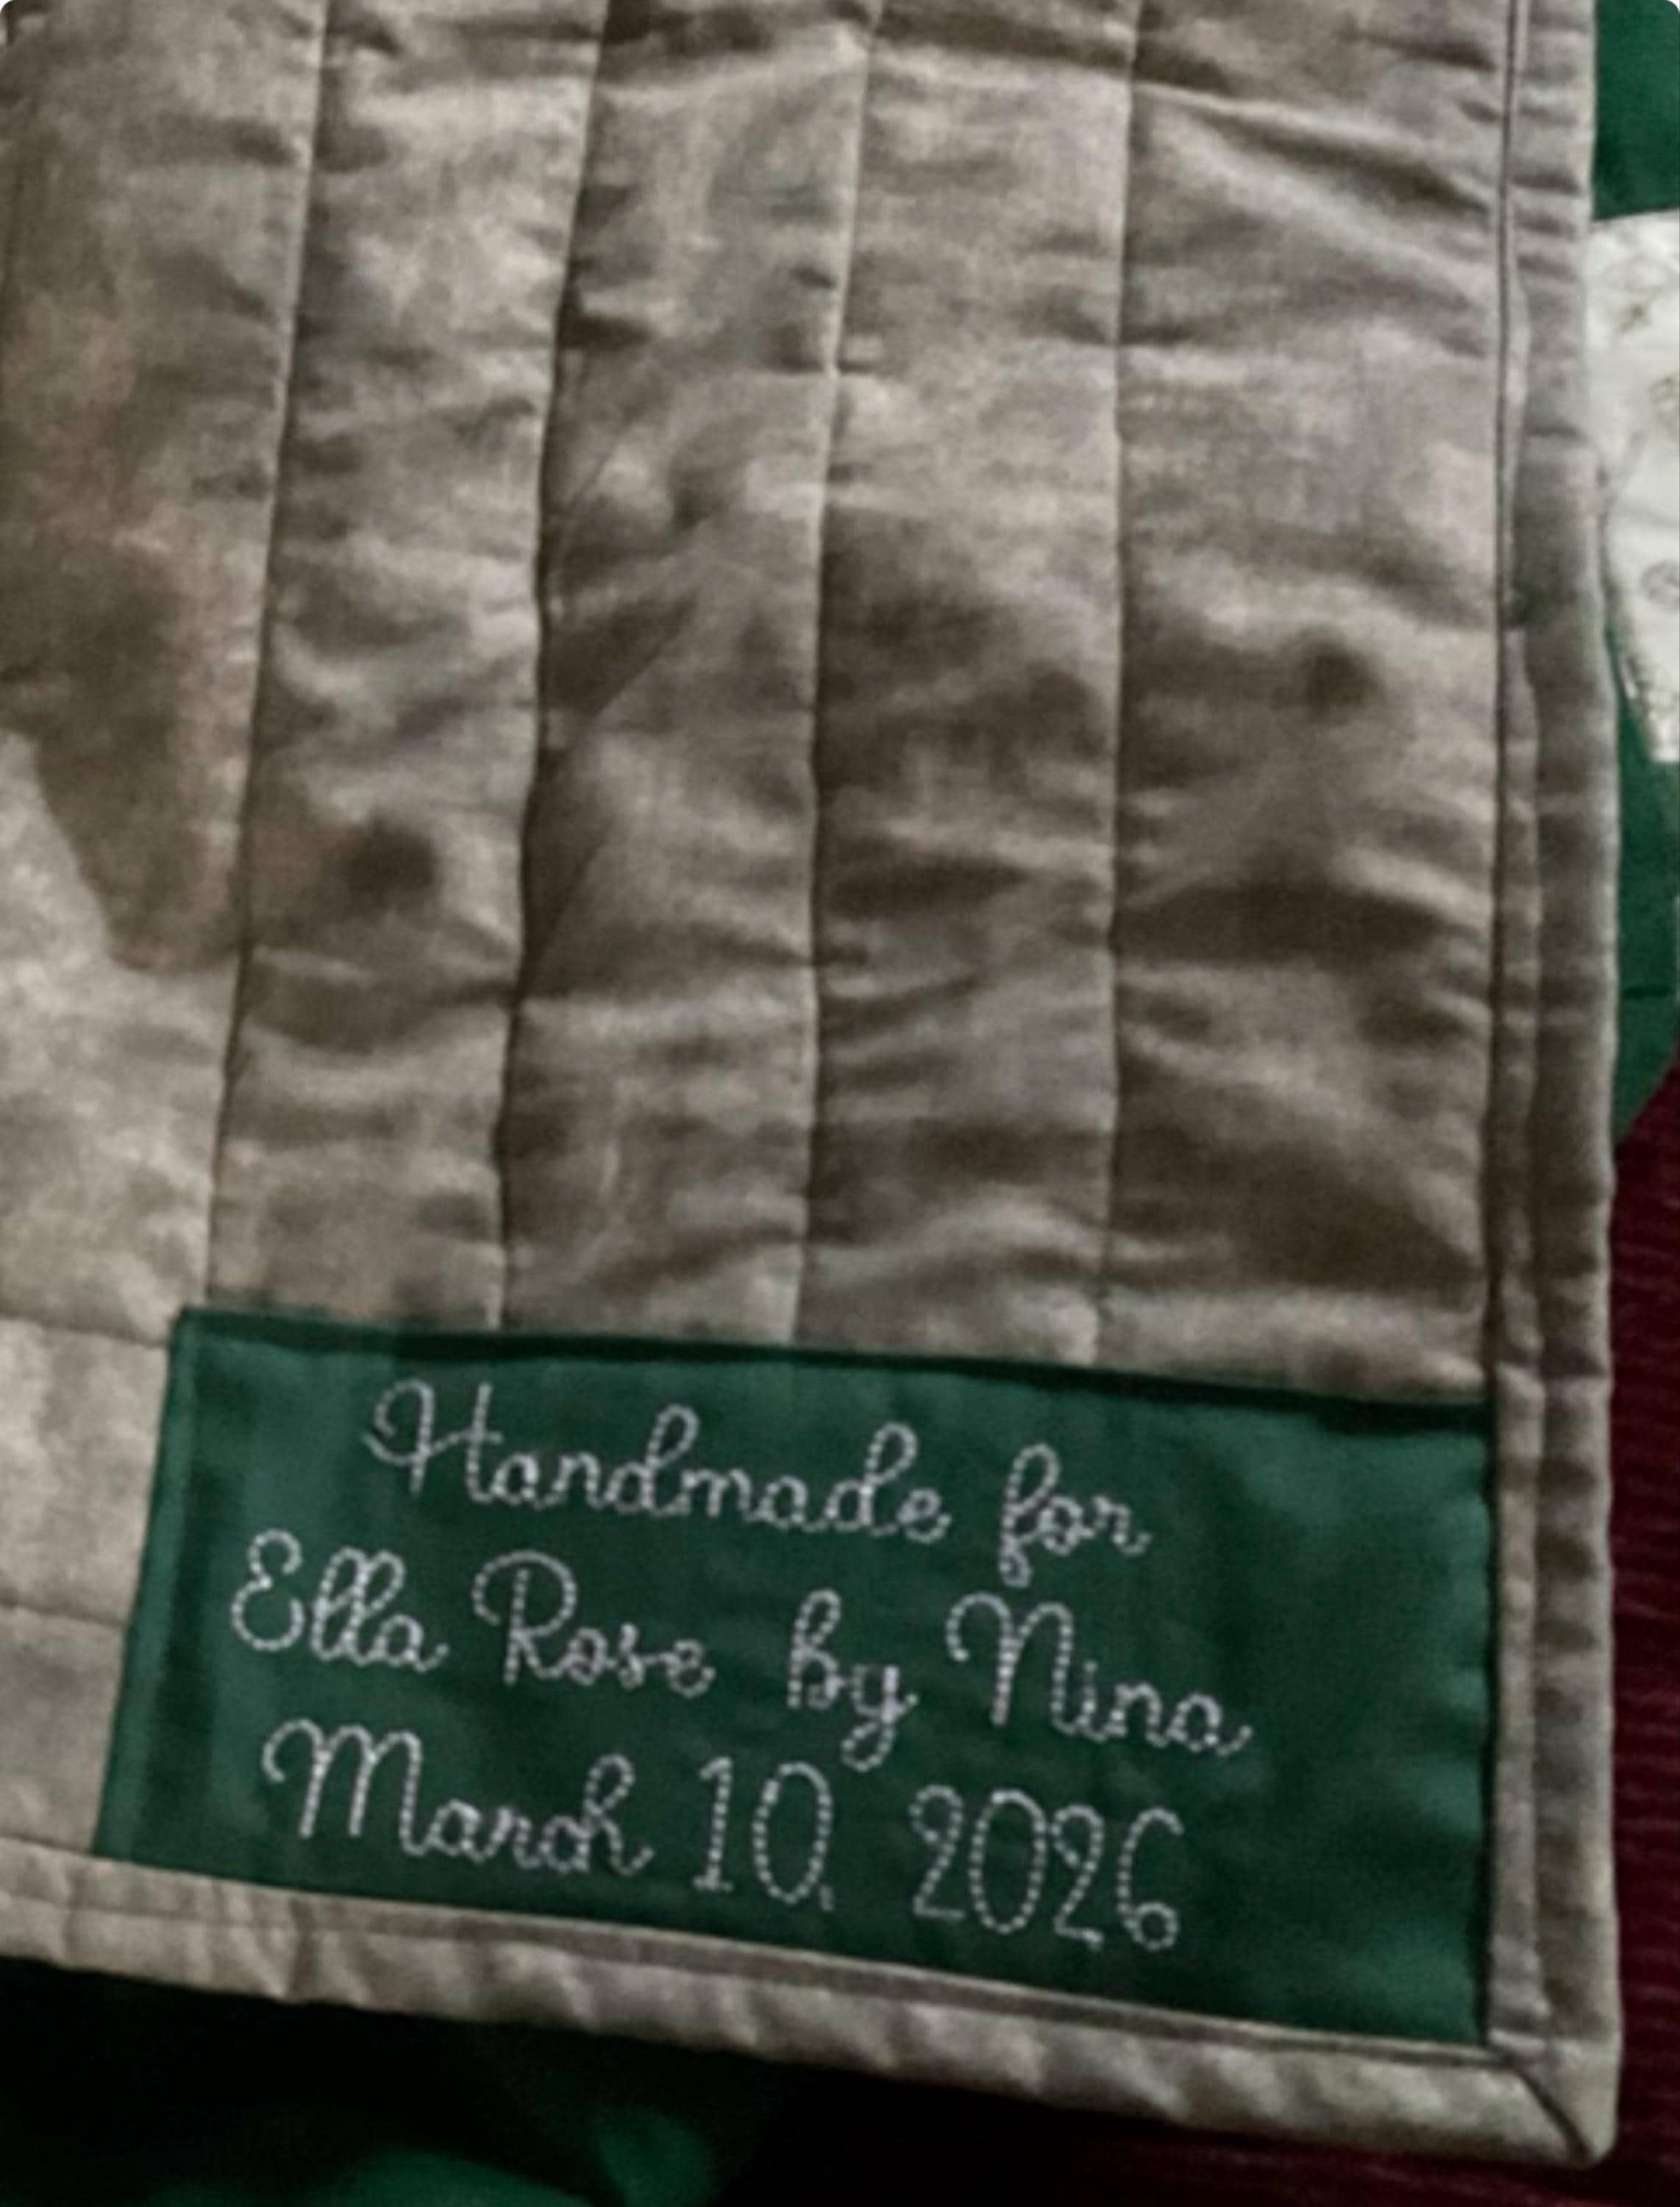 Handmade for
Ella Rose by Nina
March 10, 2026